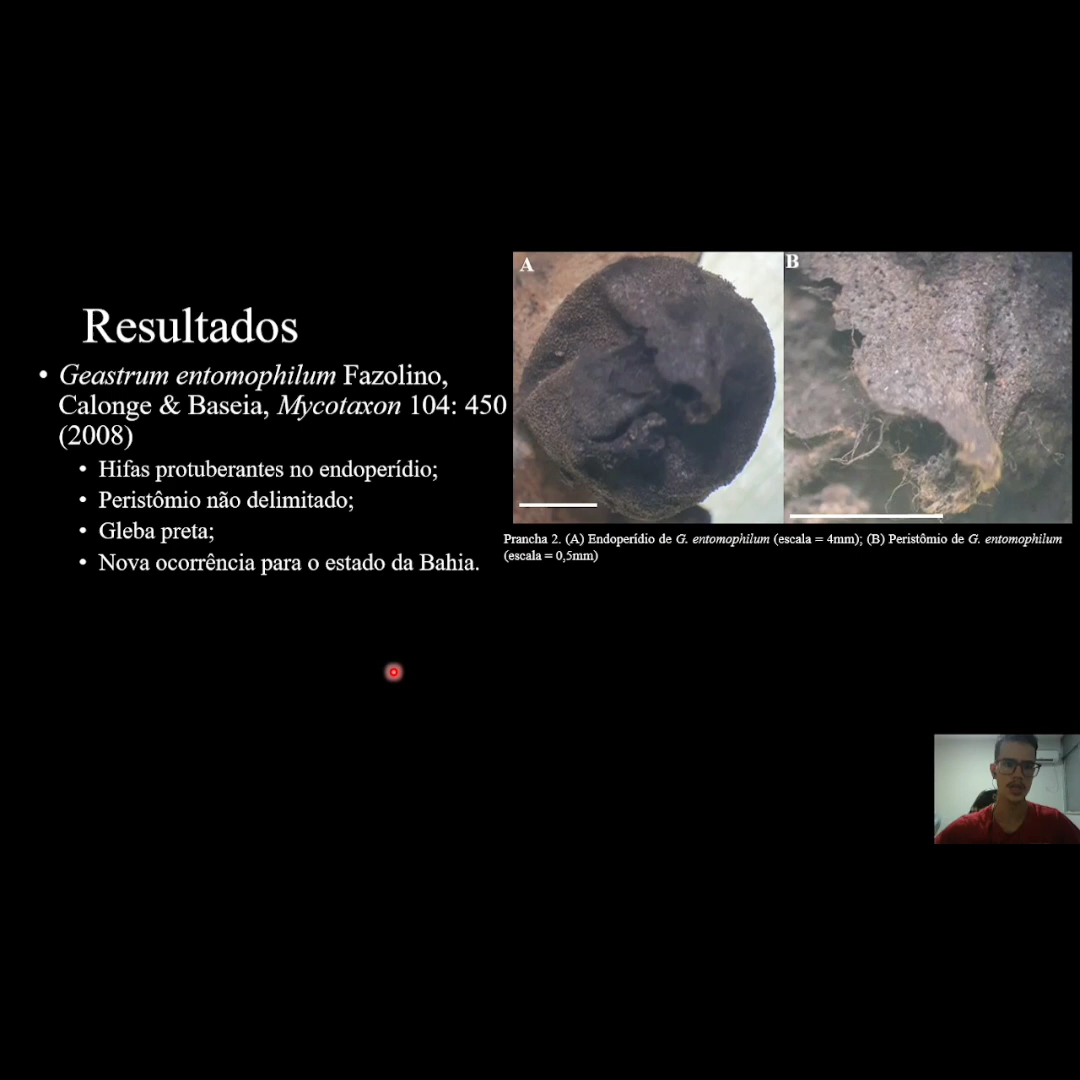 Resultados
• Geastrum entomophilum Fazolino,
Calonge & Baseia, Mycotaxon 104: 450
(2008)
• Hifas protuberantes no endoperídio;
• Peristômio não delimitado;
• Gleba preta;
• Nova ocorrência para o estado da Bahia.
A
B
Prancha 2. (A) Endoperídio de G. entomophilum (escala = 4mm); (B) Peristômio de G. entomophilum
(escala = 0,5mm)